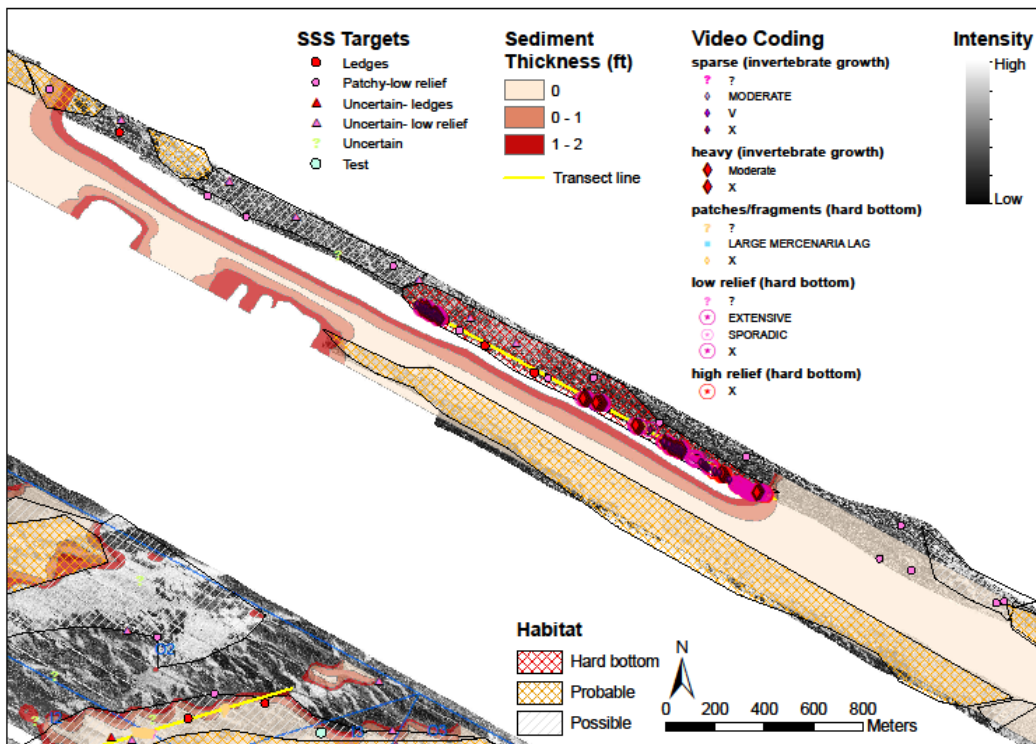 SSS Targets
Ledges
Patchy-low relief
Uncertain- ledges
Uncertain- low relief
? Uncertain
Test
Sediment
Thickness (ft)
0
0 - 1
1 - 2
Transect line
Video Coding
sparse (invertebrate growth)
? ?
MODERATE
V
X
heavy (invertebrate growth)
Moderate
X
patches/fragments (hard bottom)
? ?
LARGE MERCENARIA LAG
X
low relief (hard bottom)
? ?
EXTENSIVE
SPORADIC
X
high relief (hard bottom)
X
Intensity
High
Low
Habitat
Hard bottom
Probable
Possible
N
0 200 400 600 800
Meters